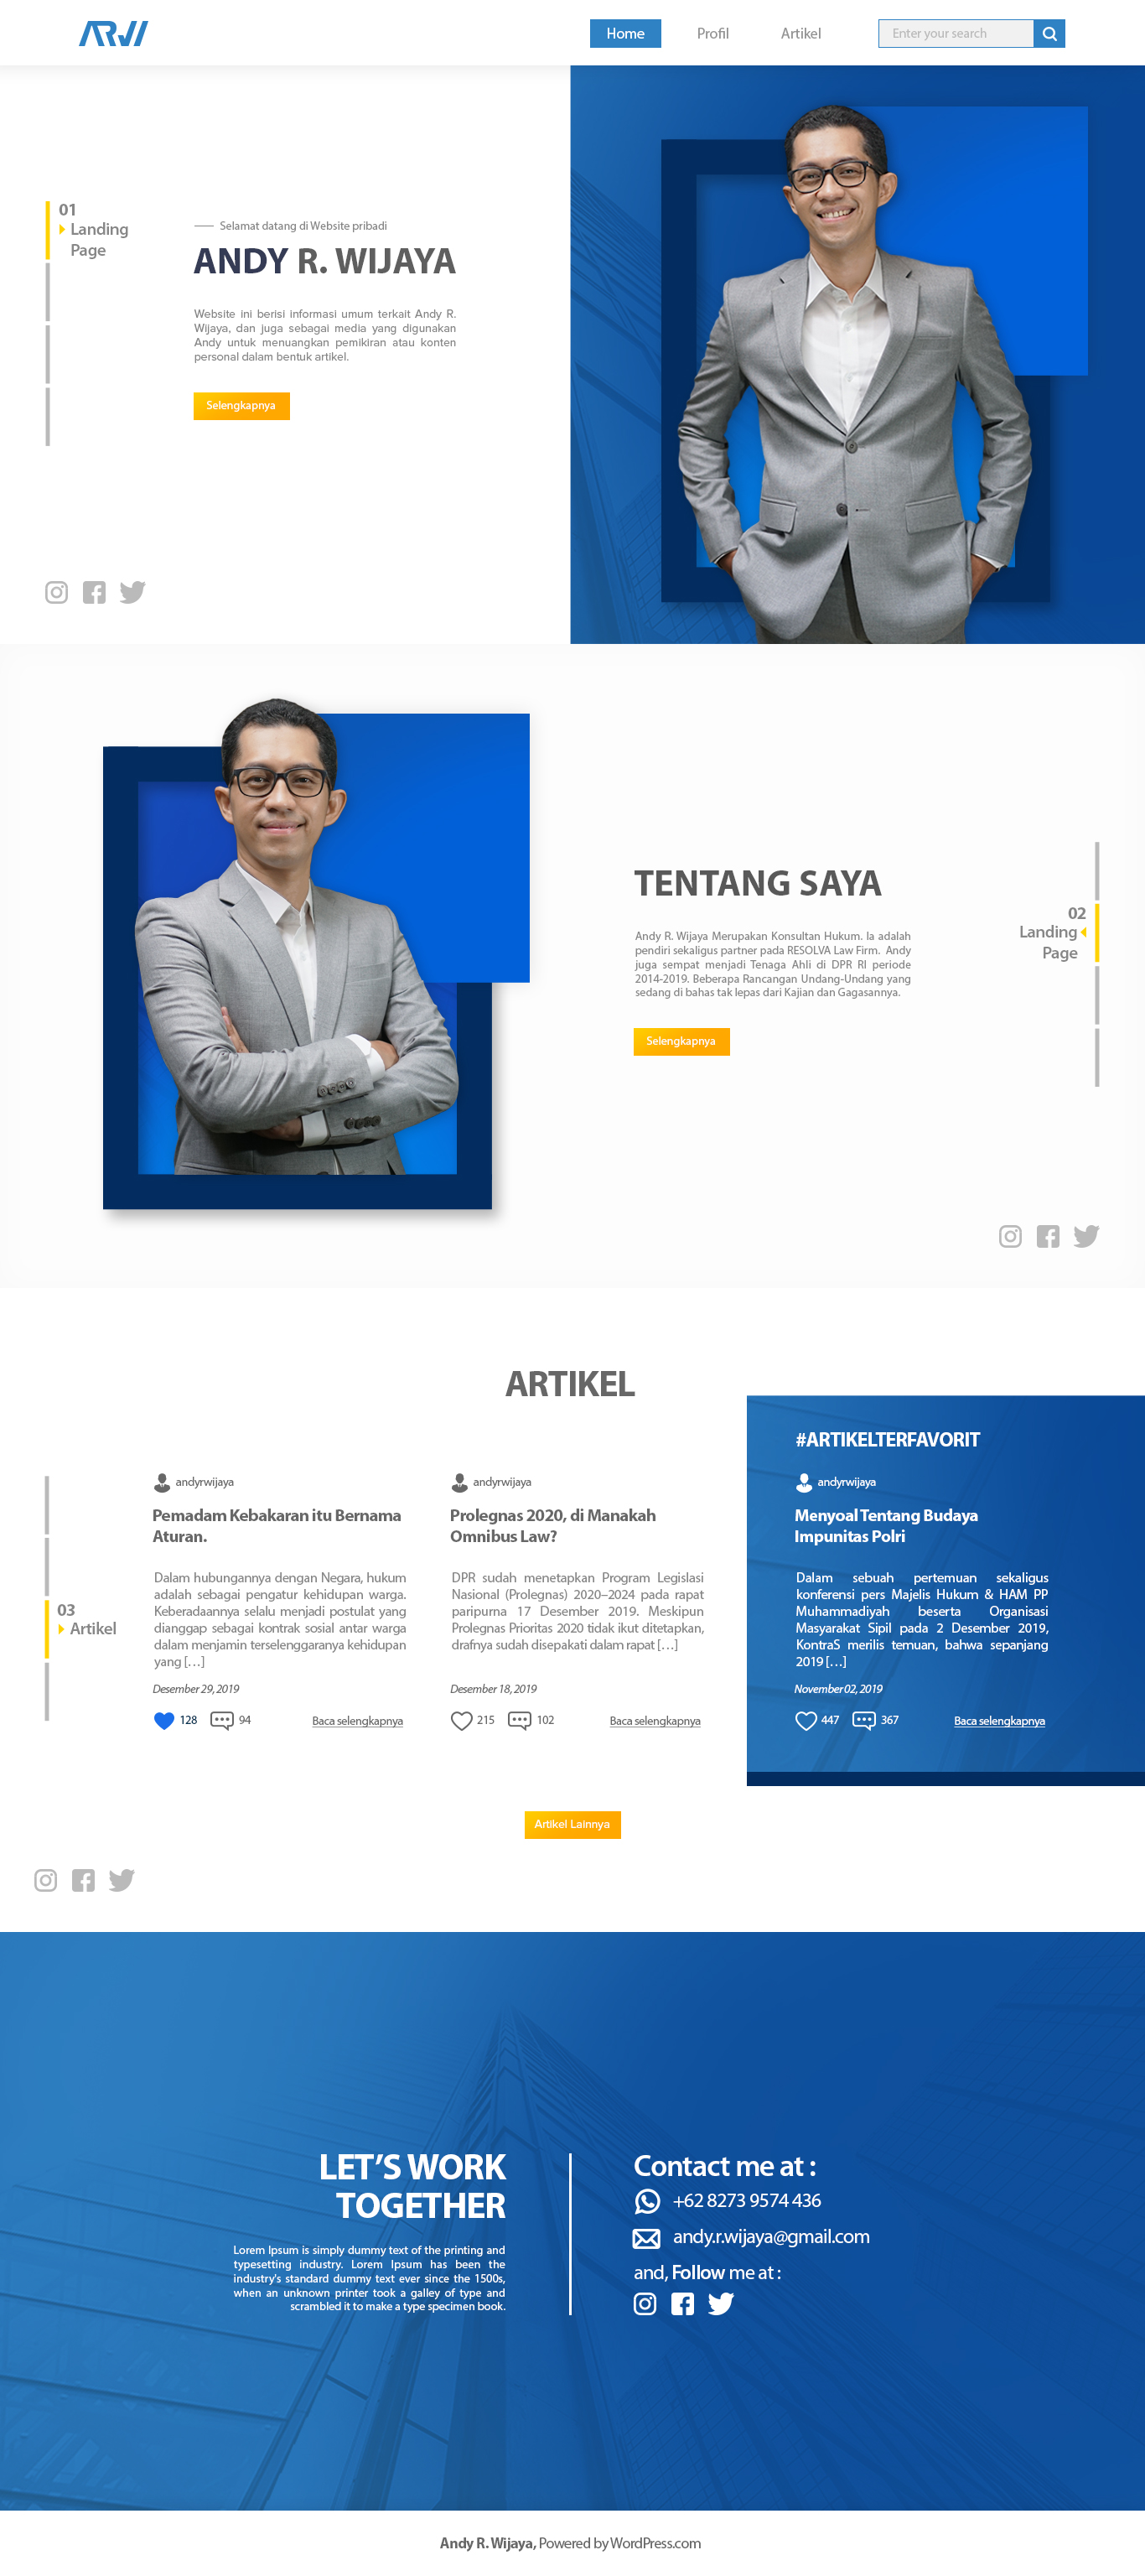 ARW
Home
Profil
Artikel
Enter your search
01
Landing
Page
Selamat datang di Website pribadi
ANDY R. WIJAYA
Website ini berisi informasi umum terkait Andy R.
Wijaya, dan juga sebagai media yang digunakan
Andy untuk menuangkan pemikiran atau konten
personal dalam bentuk artikel.
Selengkapnya
TENTANG SAYA
Andy R. Wijaya Merupakan Konsultan Hukum. Ia adalah
pendiri sekaligus partner pada RESOLVA Law Firm. Andy
juga sempat menjadi Tenaga Ahli di DPR RI periode
2014-2019. Beberapa Rancangan Undang-Undang yang
sedang di bahas tak lepas dari Kajian dan Gagasannya.
Selengkapnya
02
Landing
Page
ARTIKEL
03
Artikel
andyrwijaya
Pemadam Kebakaran itu Bernama
Aturan.
Dalam hubungannya dengan Negara, hukum
adalah sebagai pengatur kehidupan warga.
Keberadaannya selalu menjadi postulat yang
dianggap sebagai kontrak sosial antar warga
dalam menjamin terselenggaranya kehidupan
yang […]
Desember 29, 2019
128
94
Baca selengkapnya
andyrwijaya
Prolegnas 2020, di Manakah
Omnibus Law?
DPR sudah menetapkan Program Legislasi
Nasional (Prolegnas) 2020–2024 pada rapat
paripurna 17 Desember 2019. Meskipun
Prolegnas Prioritas 2020 tidak ikut ditetapkan,
drafnya sudah disepakati dalam rapat […]
Desember 18, 2019
215
102
Baca selengkapnya
#ARTIKELTERFAVORIT
andyrwijaya
Menyoal Tentang Budaya
Impunitas Polri
Dalam sebuah pertemuan sekaligus
konferensi pers Majelis Hukum & HAM PP
Muhammadiyah beserta Organisasi
Masyarakat Sipil pada 2 Desember 2019,
KontraS merilis temuan, bahwa sepanjang
2019 […]
November 02, 2019
447
367
Baca selengkapnya
Artikel Lainnya
LET’S WORK
TOGETHER
Lorem Ipsum is simply dummy text of the printing and
typesetting industry. Lorem Ipsum has been the
industry's standard dummy text ever since the 1500s,
when an unknown printer took a galley of type and
scrambled it to make a type specimen book.
Contact me at :
+62 8273 9574 436
andy.r.wijaya@gmail.com
and, Follow me at :
Andy R. Wijaya, Powered by WordPress.com